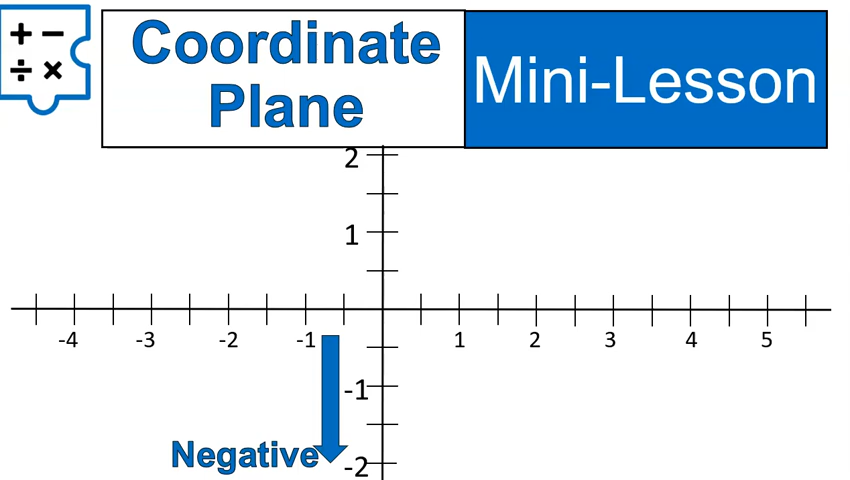 + −
÷ ×
Coordinate
Plane
Mini-Lesson
2
1
-4 -3 -2 -1 1 2 3 4 5
-1
Negative
-2